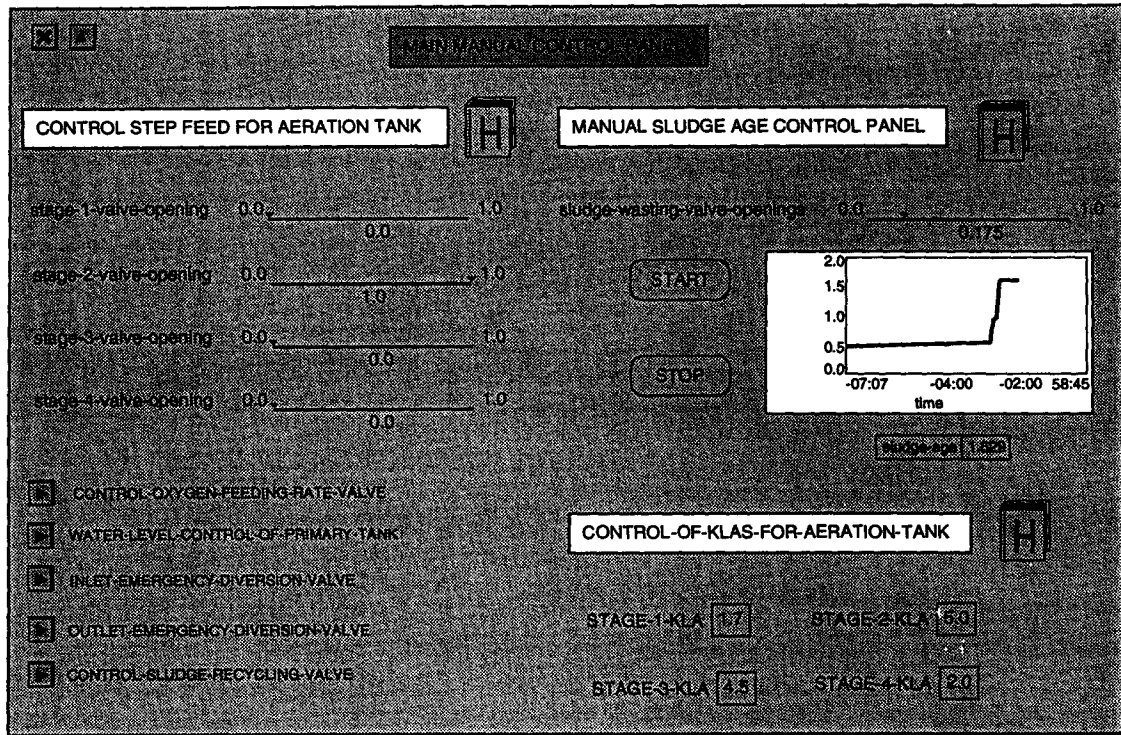 MAIN MANUAL CONTROL PANEL
CONTROL STEP FEED FOR AERATION TANK
H
MANUAL SLUDGE AGE CONTROL PANEL
H
stage-1-valve-opening 0.0 1.0
0.0
stage-2-valve-opening 0.0 1.0
1.0
stage-3-valve-opening 0.0 1.0
0.0
stage-4-valve-opening 0.0 1.0
0.0
sludge-wasting-valve-openings 0.0 1.0
0.175
START
STOP
2.0
1.5
1.0
0.5
0.0
-07:07 -04:00 -02:00 58:45
time
sludge-age
CONTROL-OXYGEN-FEEDING-RATE-VALVE
WATER-LEVEL-CONTROL-OF-PRIMARY-TANK
INLET-EMERGENCY-DIVERSION-VALVE
OUTLET-EMERGENCY-DIVERSION-VALVE
CONTROL-SLUDGE-RECYCLING-VALVE
CONTROL-OF-KLAS-FOR-AERATION-TANK
H
STAGE-1-KLA 1.7 STAGE-2-KLA 5.0
STAGE-3-KLA 4.5 STAGE-4-KLA 2.0